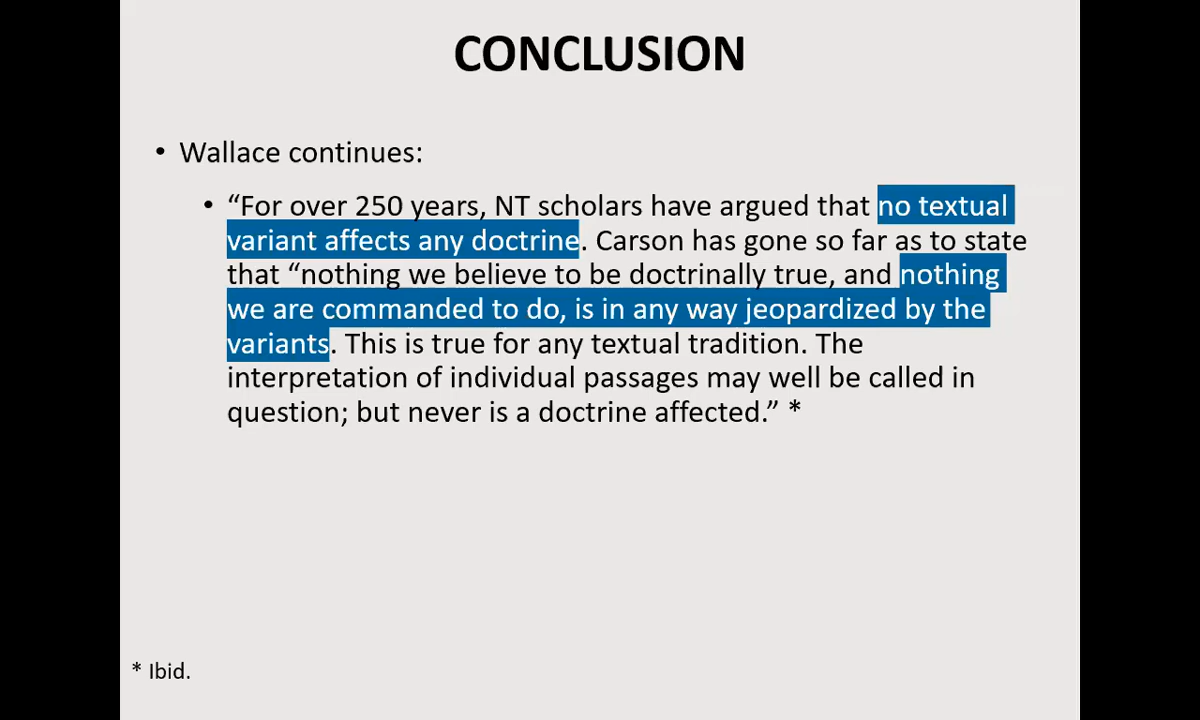 CONCLUSION
• Wallace continues:
• “For over 250 years, NT scholars have argued that no textual
variant affects any doctrine. Carson has gone so far as to state
that “nothing we believe to be doctrinally true, and nothing
we are commanded to do, is in any way jeopardized by the
variants. This is true for any textual tradition. The
interpretation of individual passages may well be called in
question; but never is a doctrine affected.” *
* Ibid.